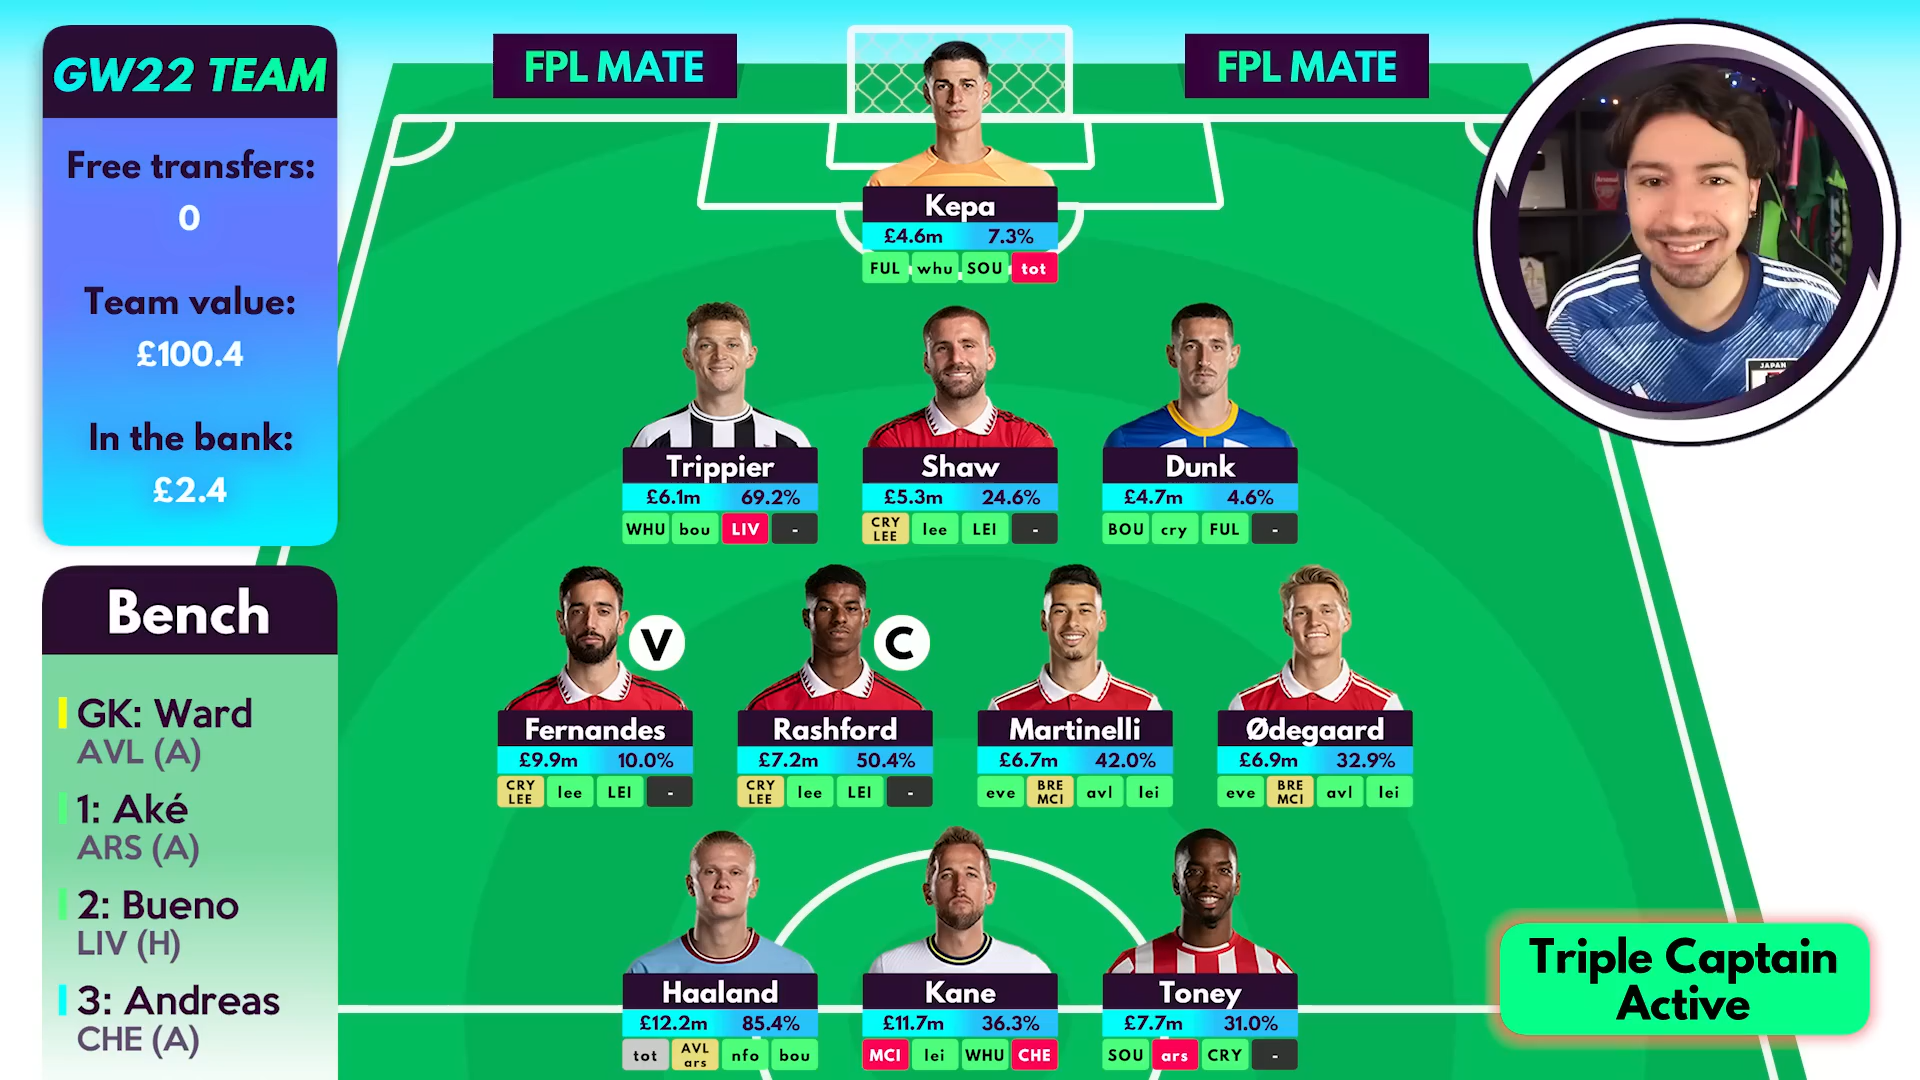 GW22 TEAM
Free transfers:
0
Team value:
£100.4
In the bank:
£2.4
Bench
GK: Ward
AVL (A)
1: Aké
ARS (A)
2: Bueno
LIV (H)
3: Andreas
CHE (A)
FPL MATE
FPL MATE
Kepa
£4.6m 7.3%
FUL whu SOU tot
Trippier
£6.1m 69.2%
WHU bou LIV -
Shaw
£5.3m 24.6%
CRY LEE lee LEI -
Dunk
£4.7m 4.6%
BOU cry FUL -
V
Fernandes
£9.9m 10.0%
CRY LEE lee LEI -
C
Rashford
£7.2m 50.4%
CRY LEE lee LEI -
Martinelli
£6.7m 42.0%
eve BRE MCI avl lei
Ødegaard
£6.9m 32.9%
eve BRE MCI avl lei
Haaland
£12.2m 85.4%
tot AVL ars nfo bou
Kane
£11.7m 36.3%
MCI lei WHU CHE
Toney
£7.7m 31.0%
SOU ars CRY -
JAPAN
Arsenal
Triple Captain
Active